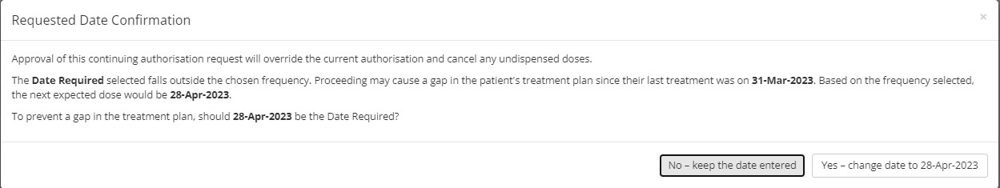 Requested Date Confirmation
×
Approval of this continuing authorisation request will override the current authorisation and cancel any undispensed doses.
The Date Required selected falls outside the chosen frequency. Proceeding may cause a gap in the patient's treatment plan since their last treatment was on 31-Mar-2023. Based on the frequency selected,
the next expected dose would be 28-Apr-2023.
To prevent a gap in the treatment plan, should 28-Apr-2023 be the Date Required?
No – keep the date entered
Yes – change date to 28-Apr-2023